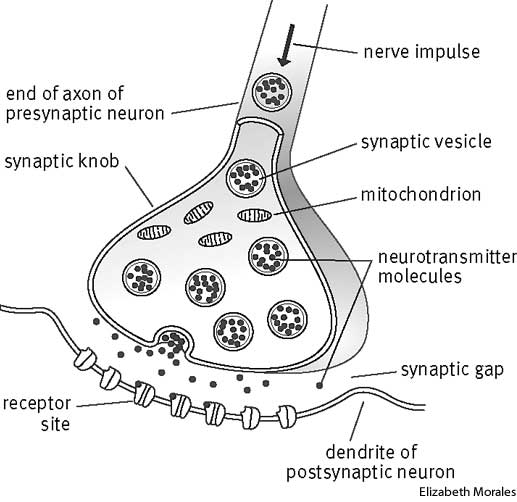 nerve impulse
end of axon of
presynaptic neuron
synaptic vesicle
synaptic knob
mitochondrion
neurotransmitter
molecules
synaptic gap
receptor
site
dendrite of
postsynaptic neuron
Elizabeth Morales